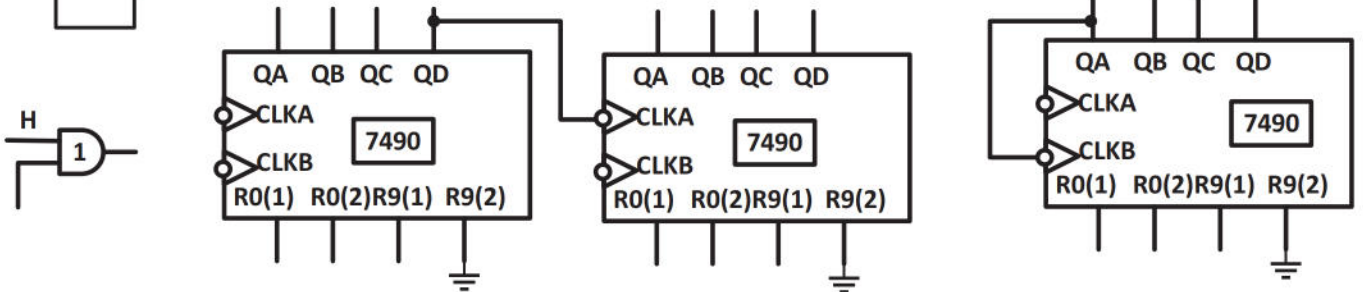 H
1
QA QB QC QD
CLKA
7490
CLKB
R0(1) R0(2)R9(1) R9(2)
QA QB QC QD
CLKA
7490
CLKB
R0(1) R0(2)R9(1) R9(2)
QA QB QC QD
CLKA
7490
CLKB
R0(1) R0(2)R9(1) R9(2)